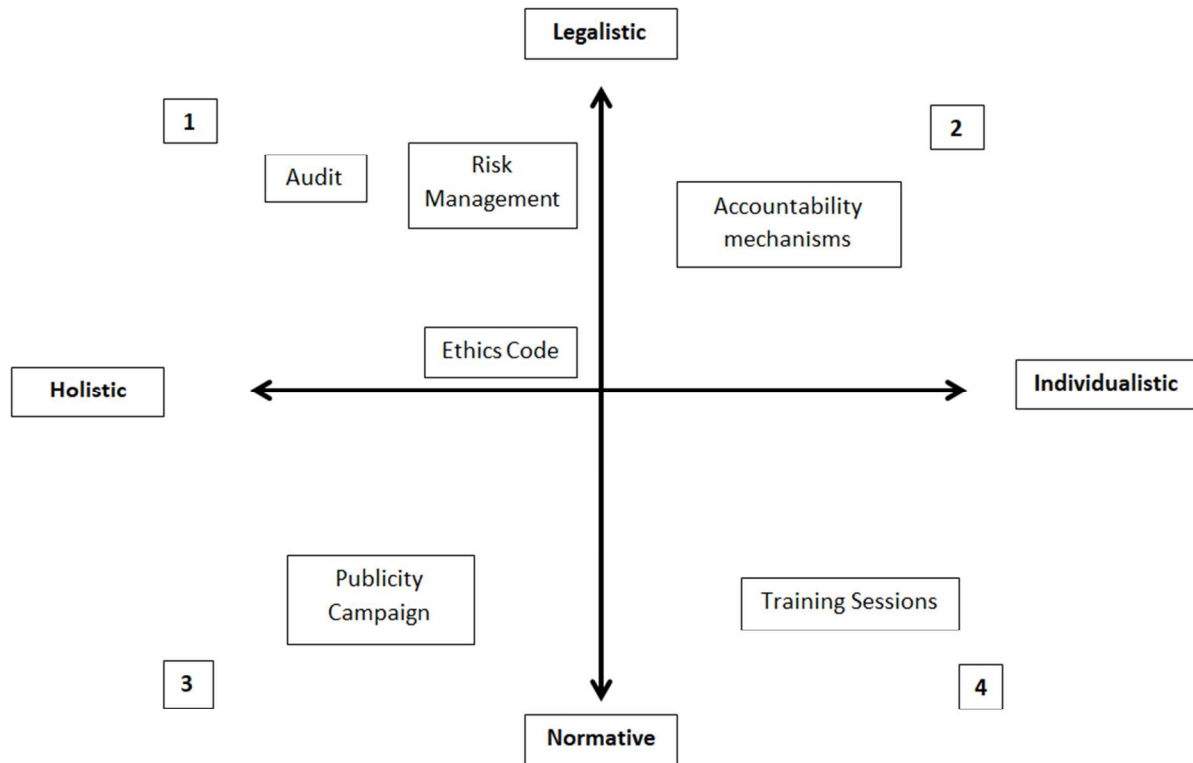 Legalistic
1
2
Audit
Risk
Management
Accountability
mechanisms
Ethics Code
Holistic
Individualistic
Publicity
Campaign
Training Sessions
3
4
Normative